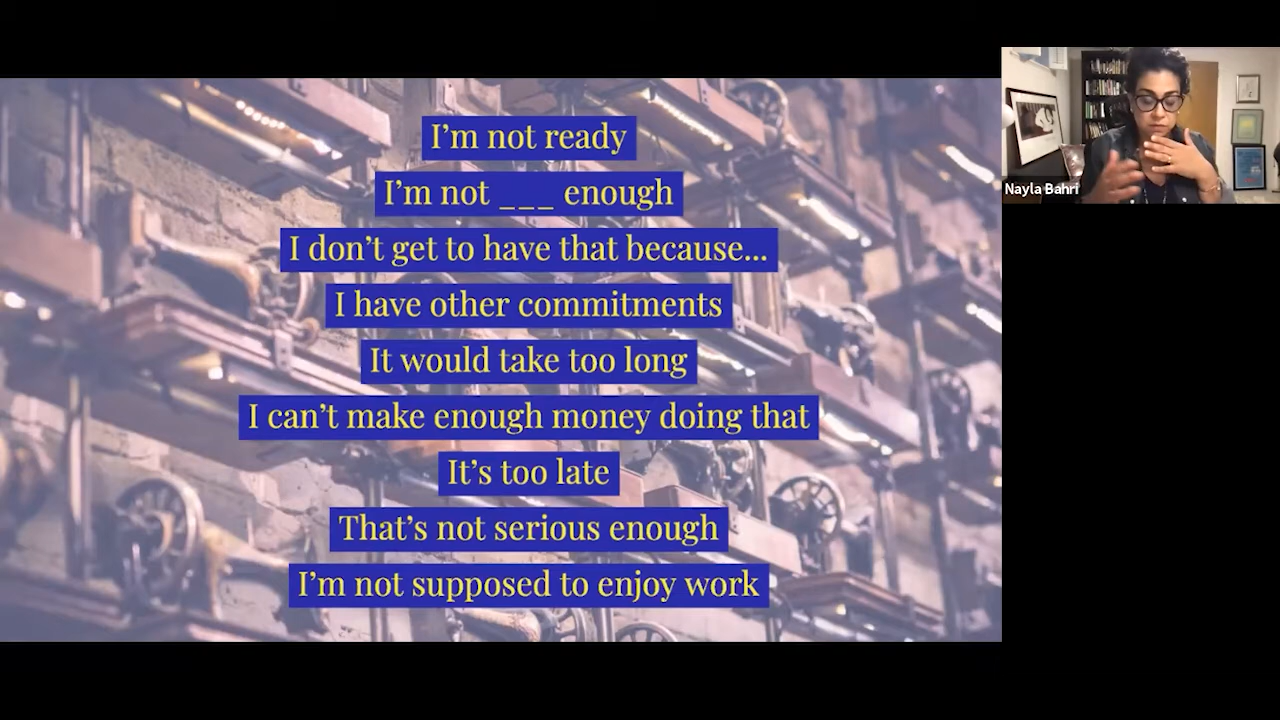 I'm not ready
I'm not ___ enough
I don't get to have that because...
I have other commitments
It would take too long
I can't make enough money doing that
It's too late
That's not serious enough
I'm not supposed to enjoy work
Nayla Bahri